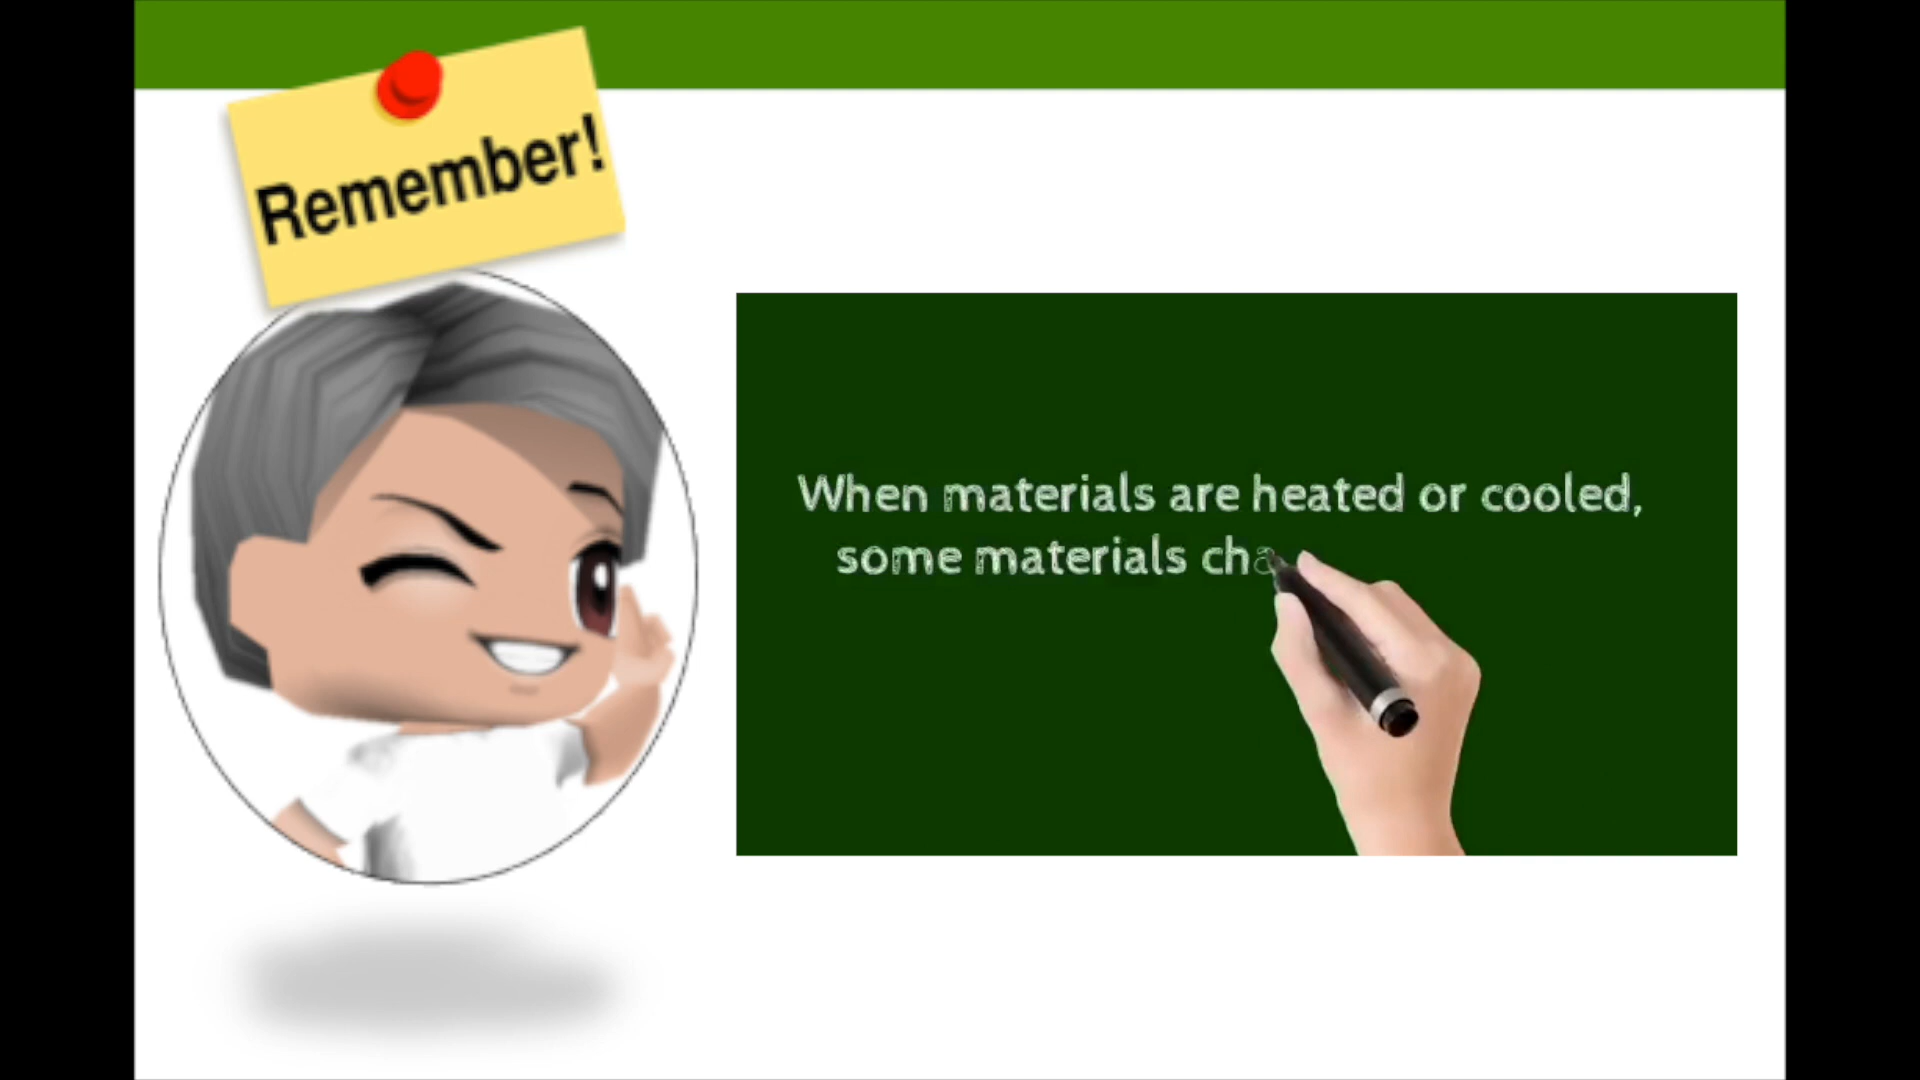 Remember!
When materials are heated or cooled,
some materials cha